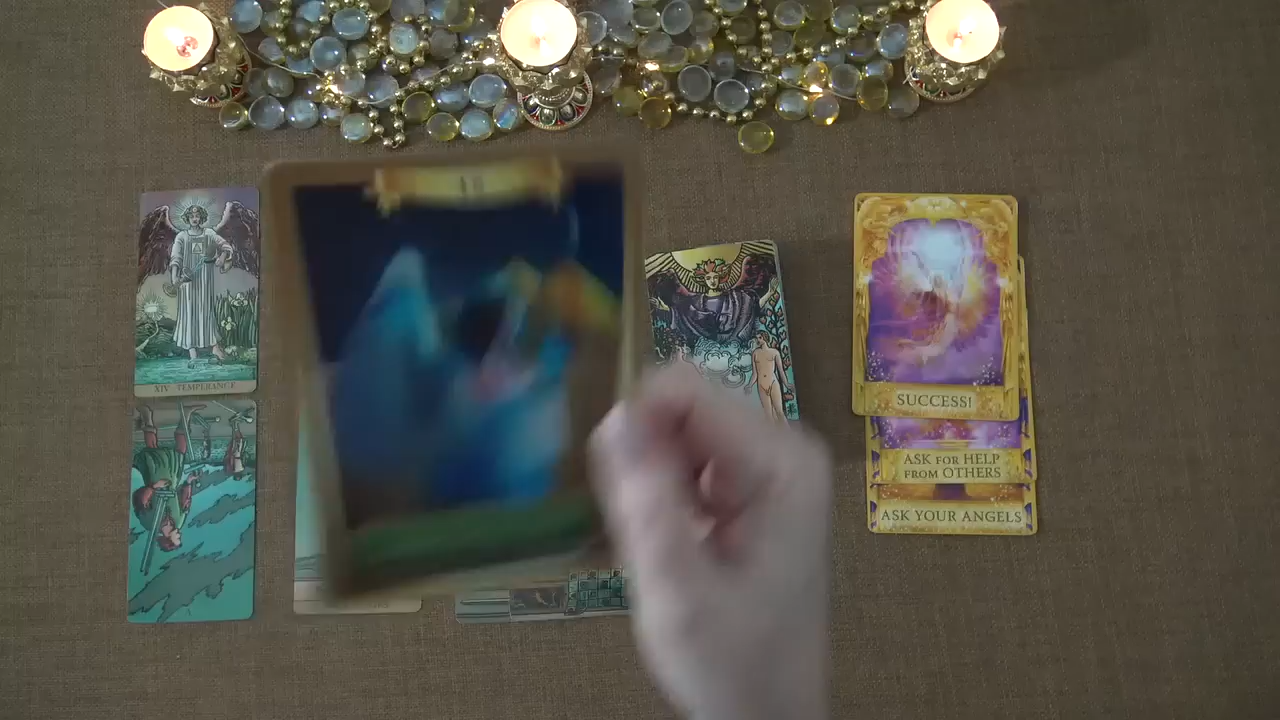 XIV TEMPERANCE
SUCCESS!
ASK FOR HELP
FROM OTHERS
ASK YOUR ANGELS